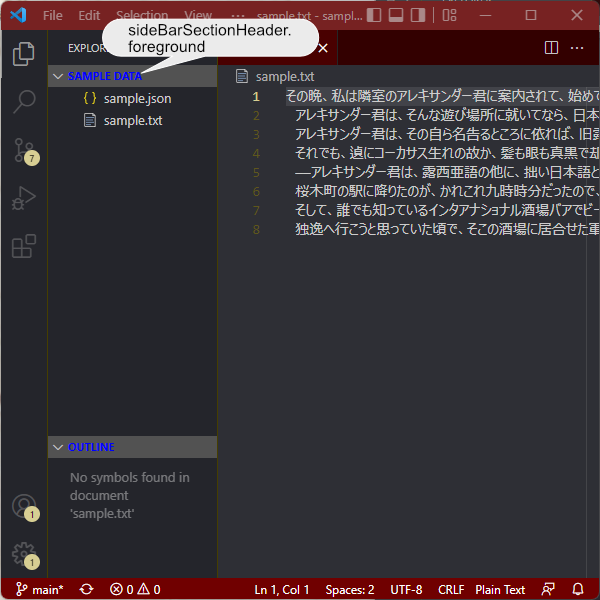 File Edit Selection View ··· sample.txt - sampl...
sideBarSectionHeader.
foreground
EXPLOR
SAMPLE DATA
{ } sample.json
sample.txt
sample.txt
1 その晩、私は隣室のアレキサンダー君に案内されて、始めて
2 アレキサンダー君は、そんな遊び場所に就いてなら、日本
3 アレキサンダー君は、その自ら名告るところに依れば、旧露
4 それでも、遠にコーカサス生れの故か、髪も眼も真黒で却
5 ―アレキサンダー君は、露西亜語の他に、拙い日本語と
6 桜木町の駅に降りたのが、かれこれ九時時分だったので、
7 そして、誰でも知っているインタアナショナル酒場バアでビー
8 独逸へ行こうと思っていた頃で、そこの酒場に居合せた軍
7
OUTLINE
No symbols found in
document
'sample.txt'
1
1
main* 0 0 Ln 1, Col 1 Spaces: 2 UTF-8 CRLF Plain Text